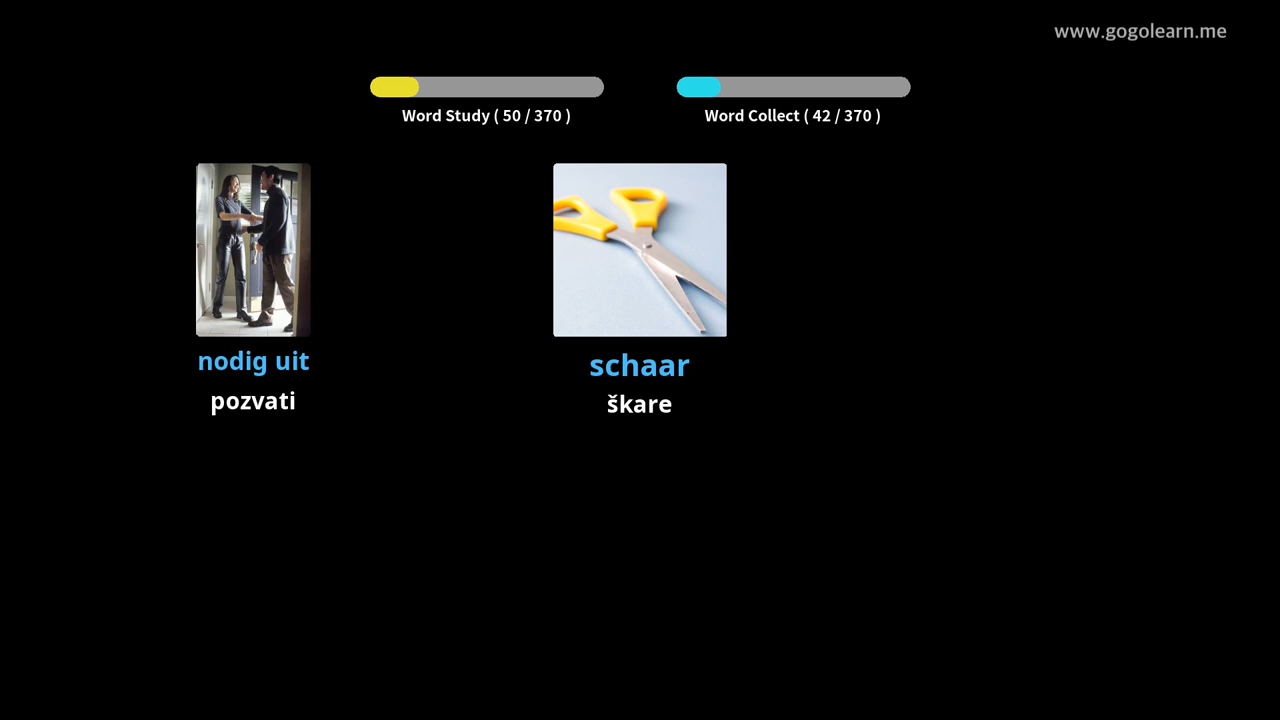 www.gogolearn.me
Word Study ( 50 / 370 )
Word Collect ( 42 / 370 )
nodig uit
pozvati
schaar
škare